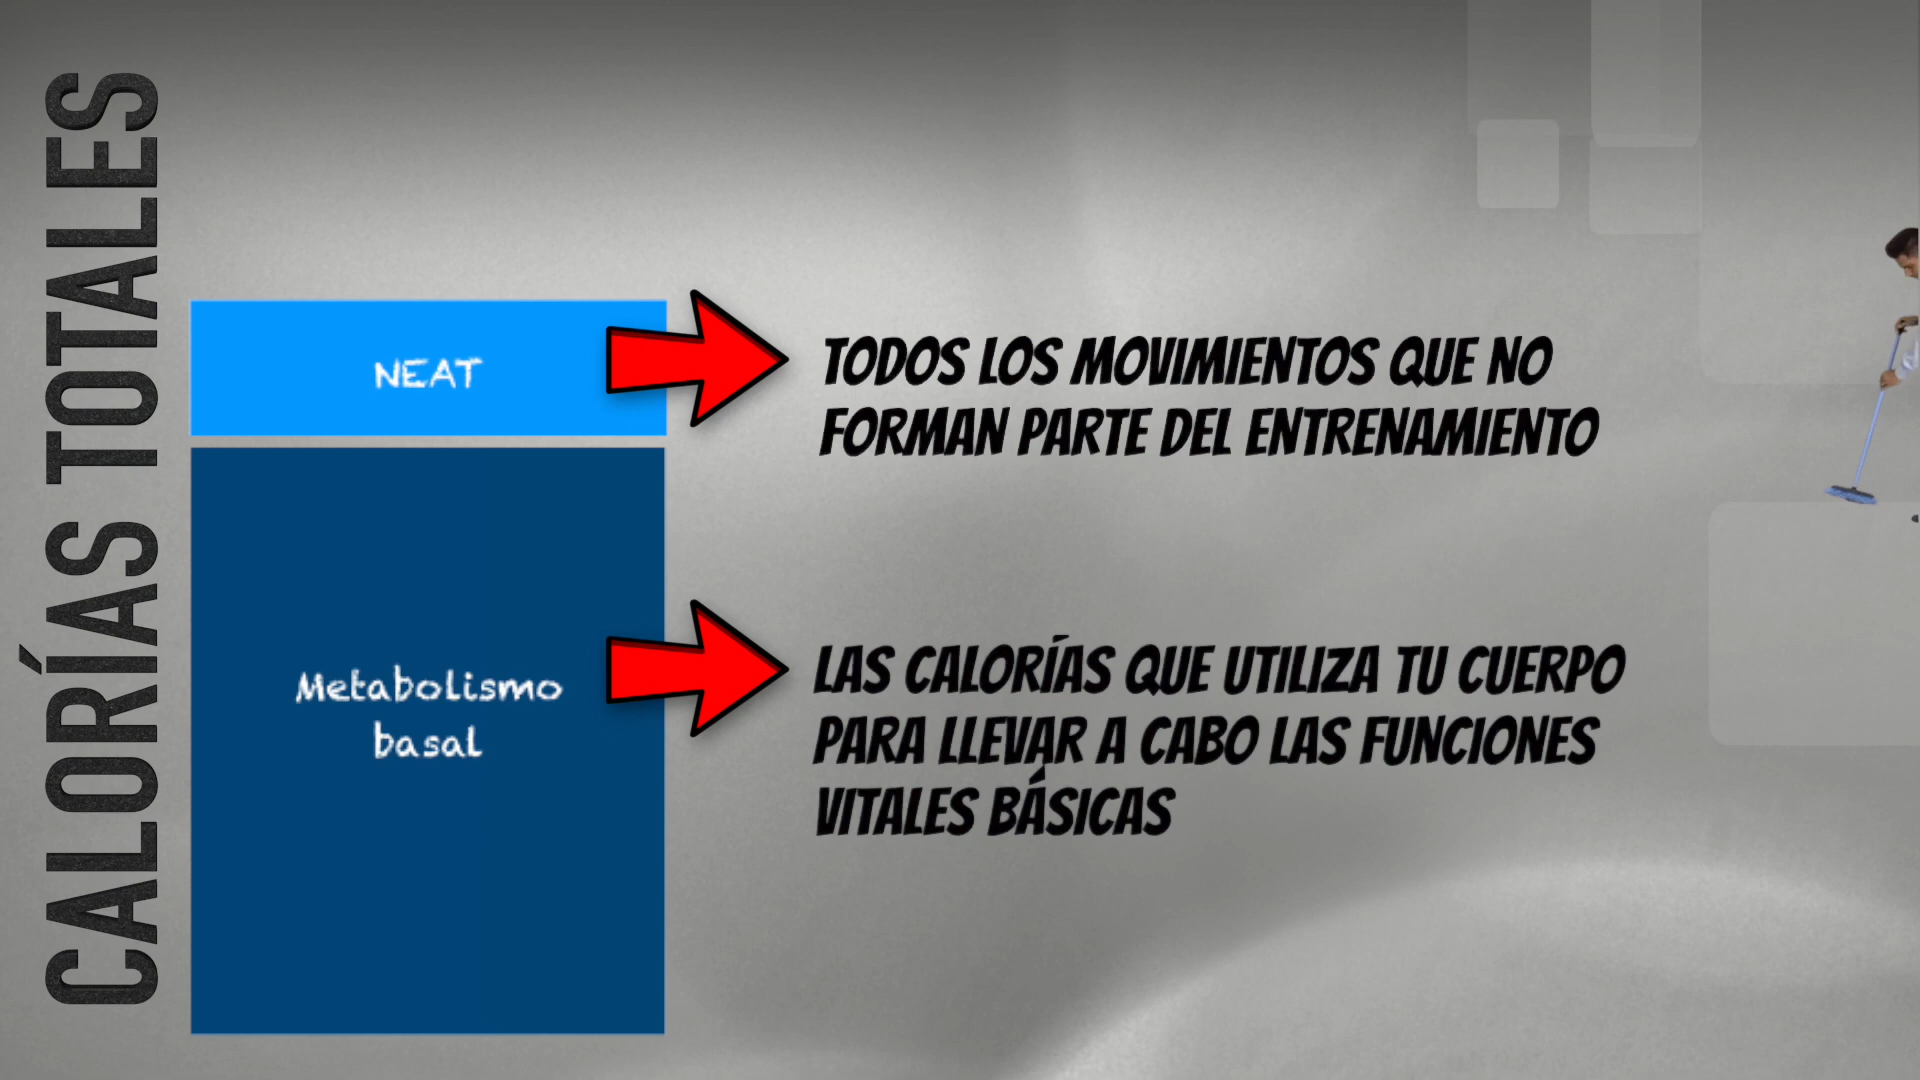 CALORÍAS TOTALES
NEAT
TODOS LOS MOVIMIENTOS QUE NO
FORMAN PARTE DEL ENTRENAMIENTO
Metabolismo
basal
LAS CALORÍAS QUE UTILIZA TU CUERPO
PARA LLEVAR A CABO LAS FUNCIONES
VITALES BÁSICAS